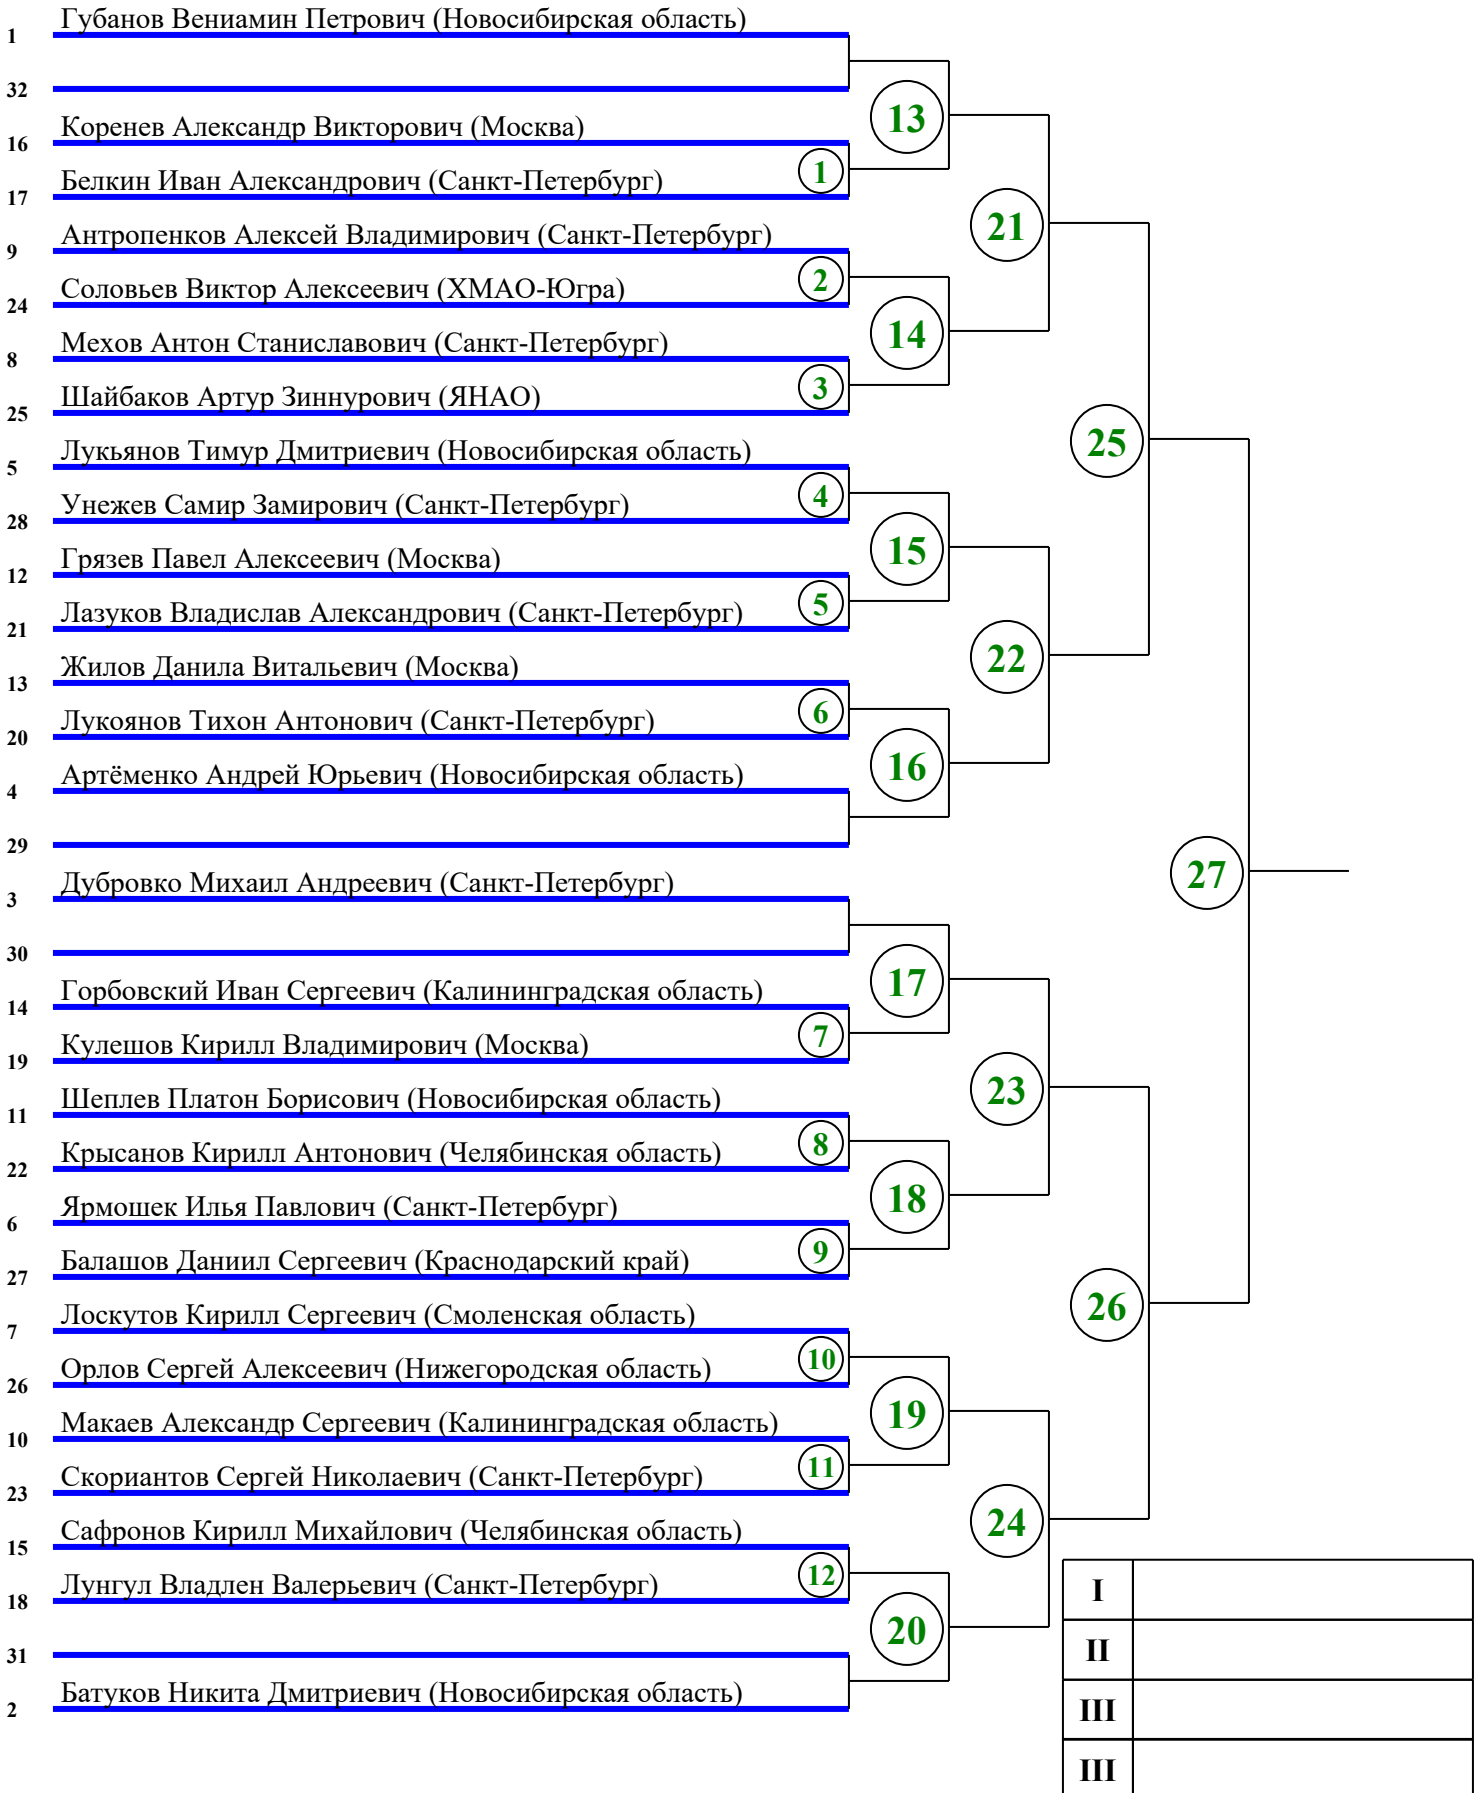 Губанов Вениамин Петрович (Новосибирская область)
1
32
13
Коренев Александр Викторович (Москва)
16
1
Белкин Иван Александрович (Санкт-Петербург)
17
21
Антропенков Алексей Владимирович (Санкт-Петербург)
9
2
Соловьев Виктор Алексеевич (ХМАО-Югра)
24
14
Мехов Антон Станиславович (Санкт-Петербург)
8
3
Шайбаков Артур Зиннурович (ЯНАО)
25
25
Лукьянов Тимур Дмитриевич (Новосибирская область)
5
4
Унежев Самир Замирович (Санкт-Петербург)
28
15
Грязев Павел Алексеевич (Москва)
12
5
Лазуков Владислав Александрович (Санкт-Петербург)
21
22
Жилов Данила Витальевич (Москва)
13
6
Лукоянов Тихон Антонович (Санкт-Петербург)
20
16
Артёменко Андрей Юрьевич (Новосибирская область)
4
29
27
Дубровко Михаил Андреевич (Санкт-Петербург)
3
30
17
Горбовский Иван Сергеевич (Калининградская область)
14
7
Кулешов Кирилл Владимирович (Москва)
19
23
Шеплев Платон Борисович (Новосибирская область)
11
8
Крысанов Кирилл Антонович (Челябинская область)
22
18
Ярмошек Илья Павлович (Санкт-Петербург)
6
9
Балашов Даниил Сергеевич (Краснодарский край)
27
26
Лоскутов Кирилл Сергеевич (Смоленская область)
7
10
Орлов Сергей Алексеевич (Нижегородская область)
26
19
Макаев Александр Сергеевич (Калининградская область)
10
11
Скориантов Сергей Николаевич (Санкт-Петербург)
23
24
Сафронов Кирилл Михайлович (Челябинская область)
15
12
Лунгул Владлен Валерьевич (Санкт-Петербург)
18
20
31
Батуков Никита Дмитриевич (Новосибирская область)
2
I
II
III
III